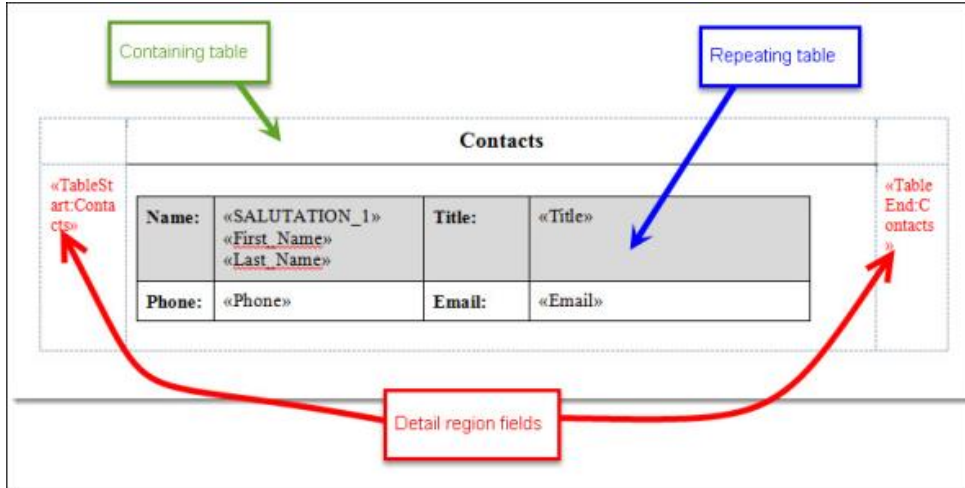 Containing table
Repeating table
Contacts
«TableSt
art:Conta
cts»
Name:
«SALUTATION_1»
«First_Name»
«Last_Name»
Title:
«Title»
«Table
End:C
ontacts
»
Phone:
«Phone»
Email:
«Email»
Detail region fields